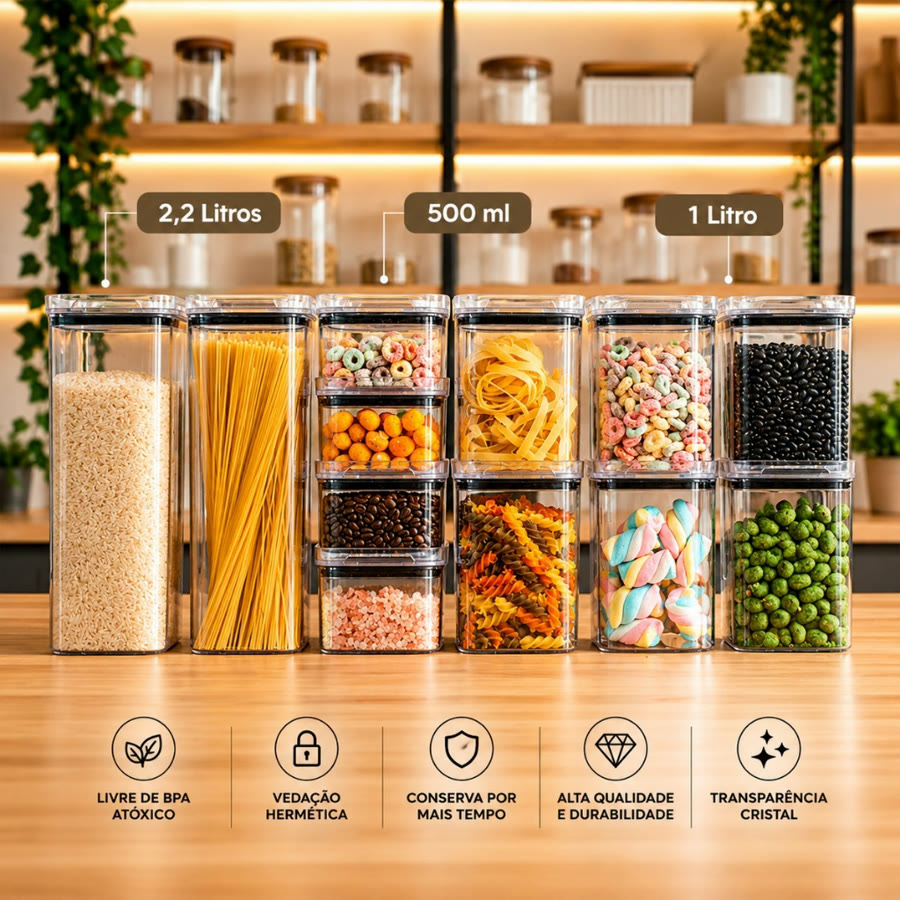 2,2 Litros
500 ml
1 Litro
LIVRE DE BPA
ATÓXICO
VEDAÇÃO
HERMÉTICA
CONSERVA POR
MAIS TEMPO
ALTA QUALIDADE
E DURABILIDADE
TRANSPARÊNCIA
CRISTAL